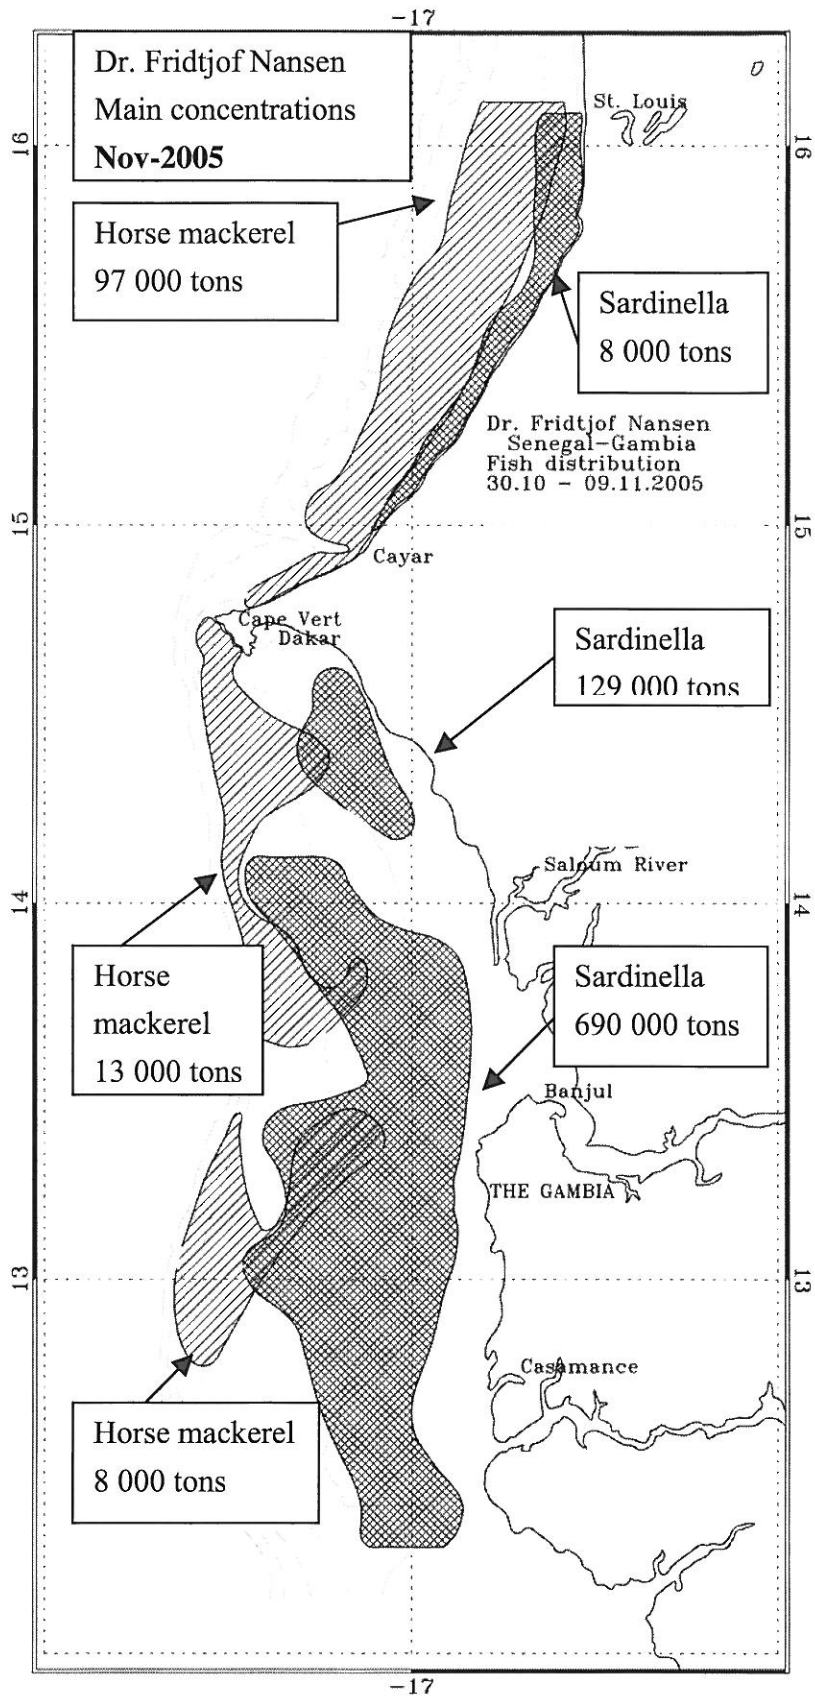 -17
Dr. Fridtjof Nansen
Main concentrations
Nov-2005
St. Louis
16
16
Horse mackerel
97 000 tons
Sardinella
8 000 tons
Dr. Fridtjof Nansen
Senegal-Gambia
Fish distribution
30.10 - 09.11.2005
15
15
Cayar
Cape Vert
Dakar
Sardinella
129 000 tons
Saloum River
14
14
Horse
mackerel
13 000 tons
Sardinella
690 000 tons
Banjul
THE GAMBIA
13
13
Casamance
Horse mackerel
8 000 tons
-17